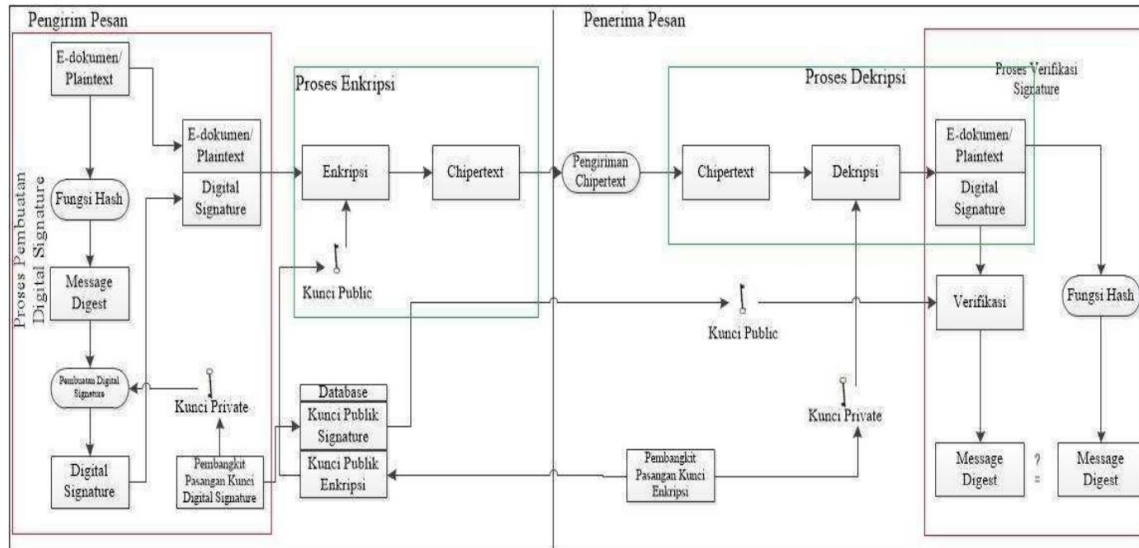 Pengirim Pesan
Penerima Pesan
Proses Pembuatan
Digital Signature
E-dokumen/
Plaintext
Fungsi Hash
Message
Digest
Pembuatan Digital
Signature
Digital
Signature
E-dokumen/
Plaintext
Digital
Signature
Kunci Private
Pembangkit
Pasangan Kunci
Digital Signature
Proses Enkripsi
Enkripsi
Chipertext
Kunci Public
Database
Kunci Publik
Signature
Kunci Publik
Enkripsi
Pengiriman
Chipertext
Proses Dekripsi
Chipertext
Dekripsi
Kunci Public
Kunci Private
Pembangkit
Pasangan Kunci
Enkripsi
Proses Verifikasi
Signature
E-dokumen/
Plaintext
Digital
Signature
Verifikasi
Fungsi Hash
Message
Digest
?
=
Message
Digest